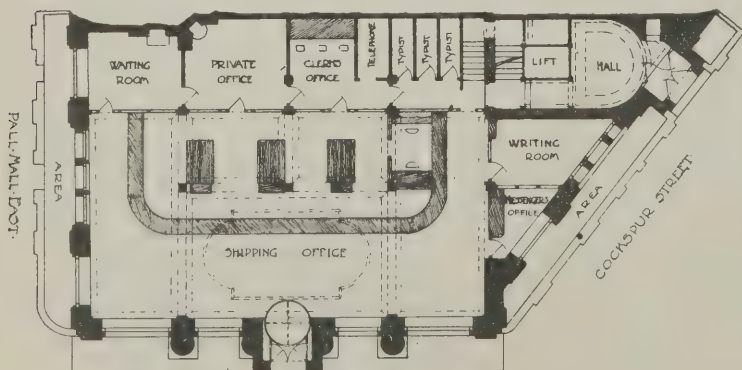 WAITING
ROOM
PRIVATE
OFFICE
CLERKS
OFFICE
TELEPHONE
TYPIST
TYPIST
TYPIST
LIFT
HALL
WRITING
ROOM
MESSENGERS
OFFICE
SHIPPING OFFICE
AREA
PALL·MALL·EAST·
AREA
COCKSPUR STREET